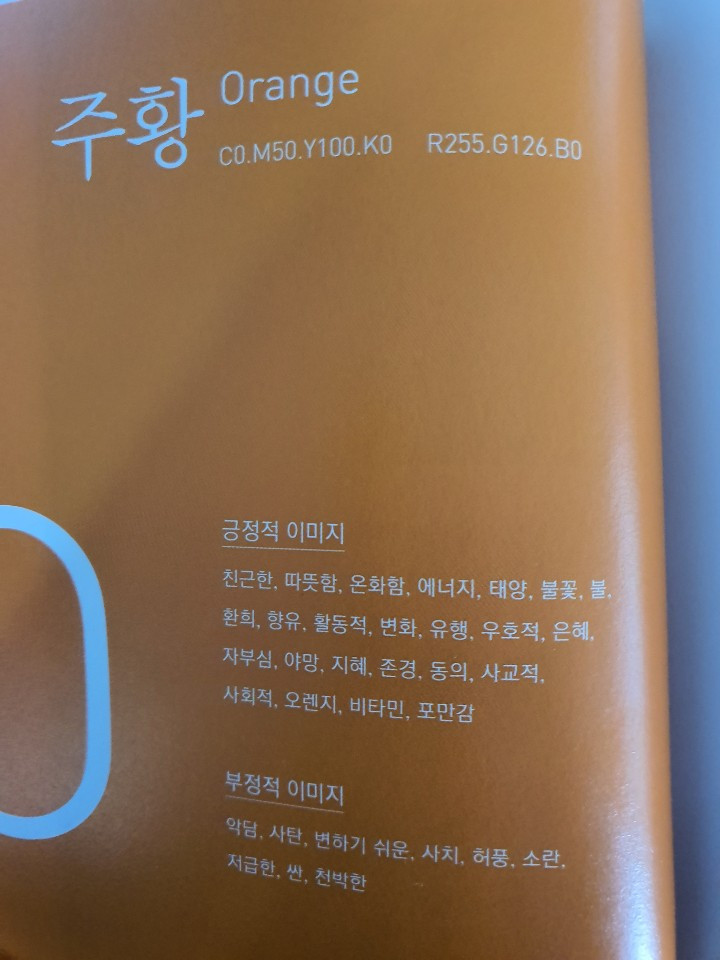 주황 Orange
C0.M50.Y100.K0 R255.G126.B0
긍정적 이미지
친근한, 따뜻함, 온화함, 에너지, 태양, 불꽃, 불,
환희, 향유, 활동적, 변화, 유행, 우호적, 은혜,
자부심, 야망, 지혜, 존경, 동의, 사교적,
사회적, 오렌지, 비타민, 포만감
부정적 이미지
악담, 사탄, 변하기 쉬운, 사치, 허풍, 소란,
저급한, 싼, 천박한